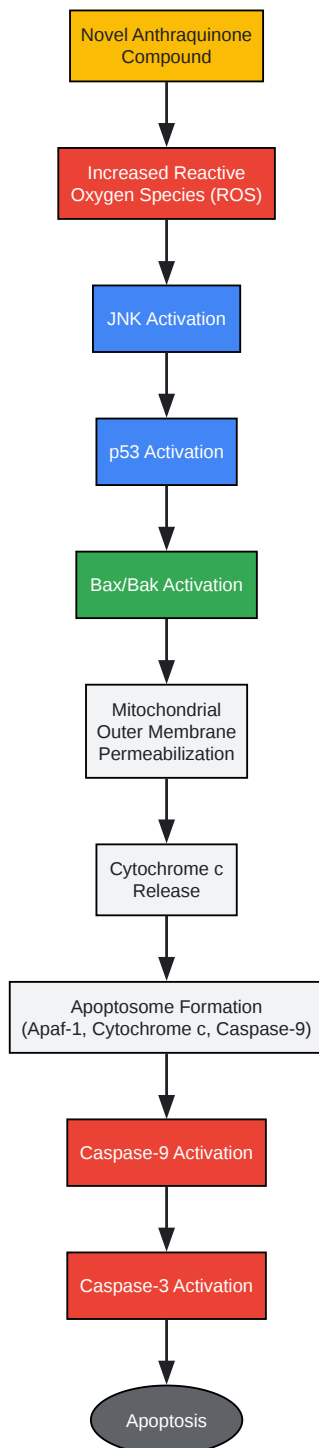 Novel Anthraquinone
Compound
Increased Reactive
Oxygen Species (ROS)
JNK Activation
p53 Activation
Bax/Bak Activation
Mitochondrial
Outer Membrane
Permeabilization
Cytochrome c
Release
Apoptosome Formation
(Apaf-1, Cytochrome c, Caspase-9)
Caspase-9 Activation
Caspase-3 Activation
Apoptosis